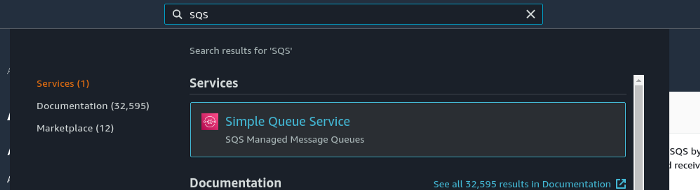 SQS
Search results for 'SQS'
Services (1)
Documentation (32,595)
Marketplace (12)
Services
Simple Queue Service
SQS Managed Message Queues
Documentation
See all 32,595 results in Documentation
SQS by